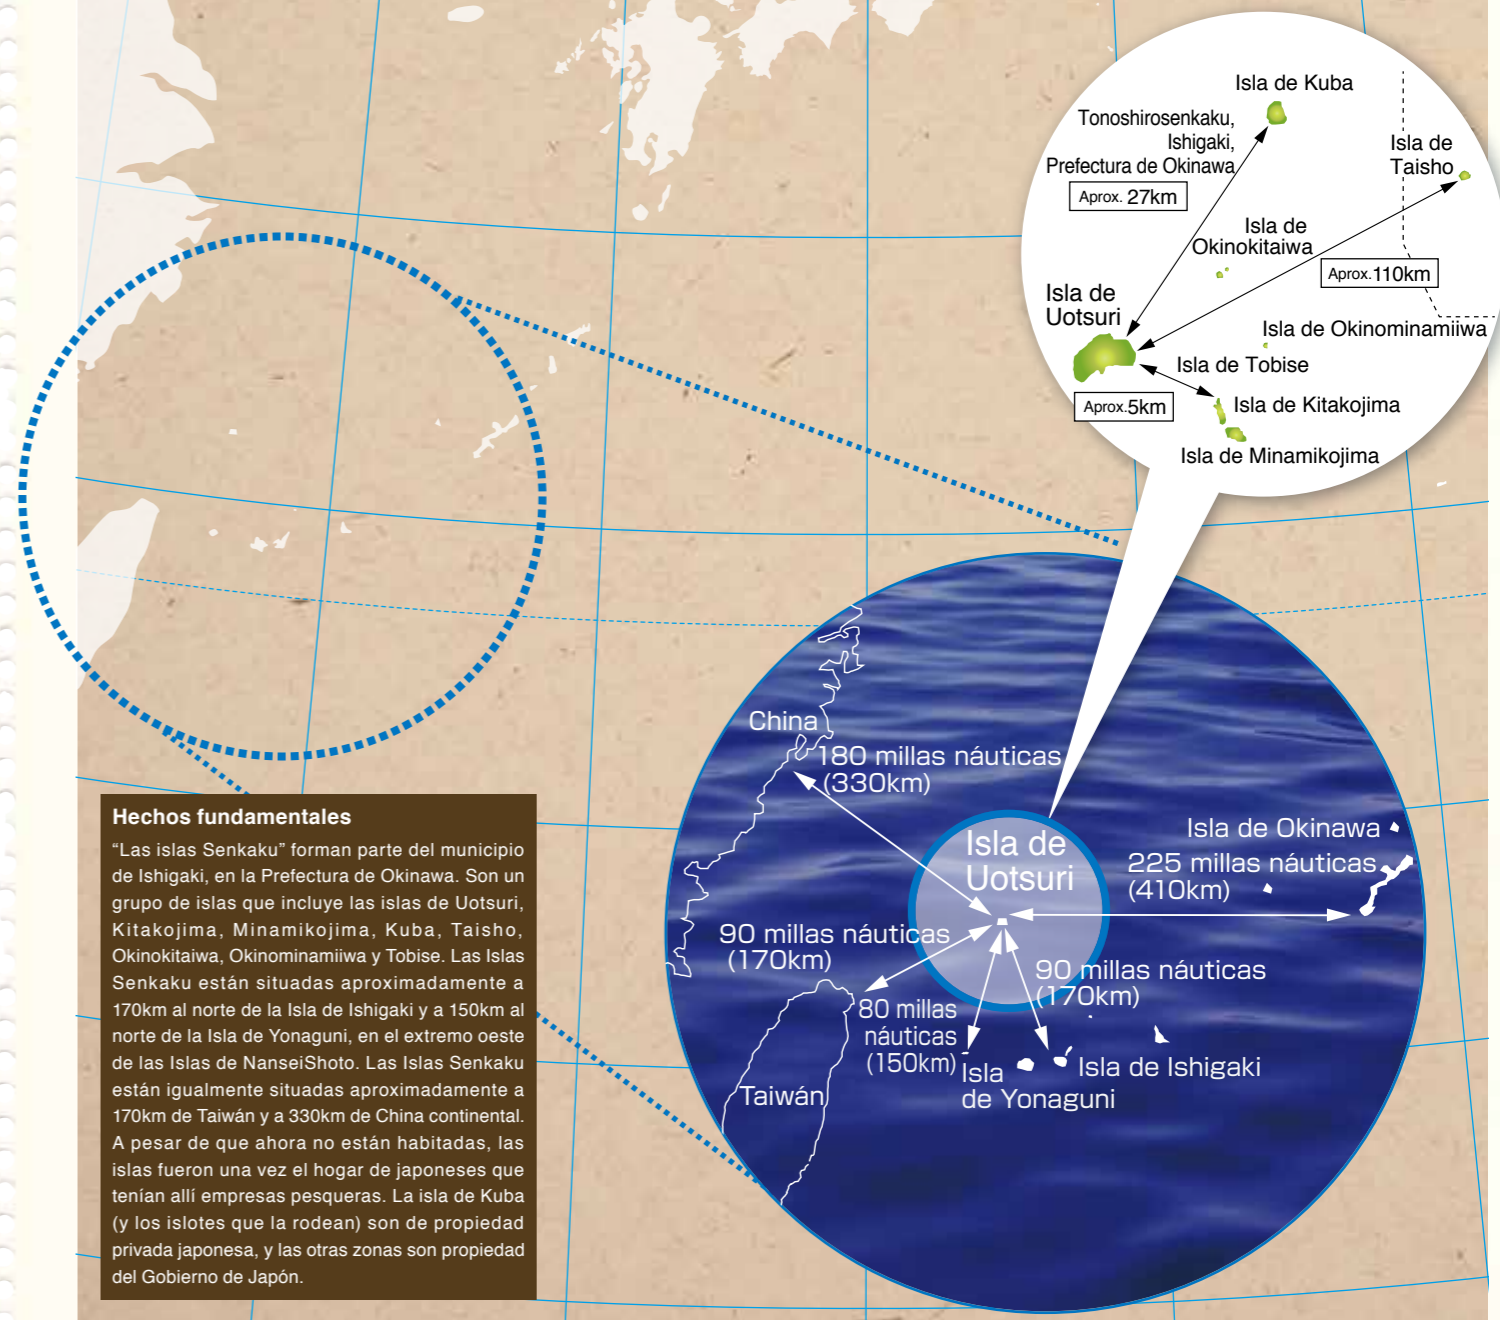 Isla de Kuba
Tonoshirosenkaku,
Ishigaki,
Prefectura de Okinawa
Aprox. 27km
Isla de
Taisho
Isla de
Okinokitaiwa
Aprox.110km
Isla de
Uotsuri
Isla de Okinominamiiwa
Isla de Tobise
Aprox.5km
Isla de Kitakojima
Isla de Minamikojima
China
180 millas náuticas
(330km)
Isla de
Uotsuri
Isla de Okinawa
225 millas náuticas
(410km)
90 millas náuticas
(170km)
90 millas náuticas
(170km)
80 millas
náuticas
(150km)
Isla
de Yonaguni
Isla de Ishigaki
Taiwán
Hechos fundamentales
“Las islas Senkaku” forman parte del municipio
de Ishigaki, en la Prefectura de Okinawa. Son un
grupo de islas que incluye las islas de Uotsuri,
Kitakojima, Minamikojima, Kuba, Taisho,
Okinokitaiwa, Okinominamiiwa y Tobise. Las Islas
Senkaku están situadas aproximadamente a
170km al norte de la Isla de Ishigaki y a 150km al
norte de la Isla de Yonaguni, en el extremo oeste
de las Islas de NanseiShoto. Las Islas Senkaku
están igualmente situadas aproximadamente a
170km de Taiwán y a 330km de China continental.
A pesar de que ahora no están habitadas, las
islas fueron una vez el hogar de japoneses que
tenían allí empresas pesqueras. La isla de Kuba
(y los islotes que la rodean) son de propiedad
privada japonesa, y las otras zonas son propiedad
del Gobierno de Japón.